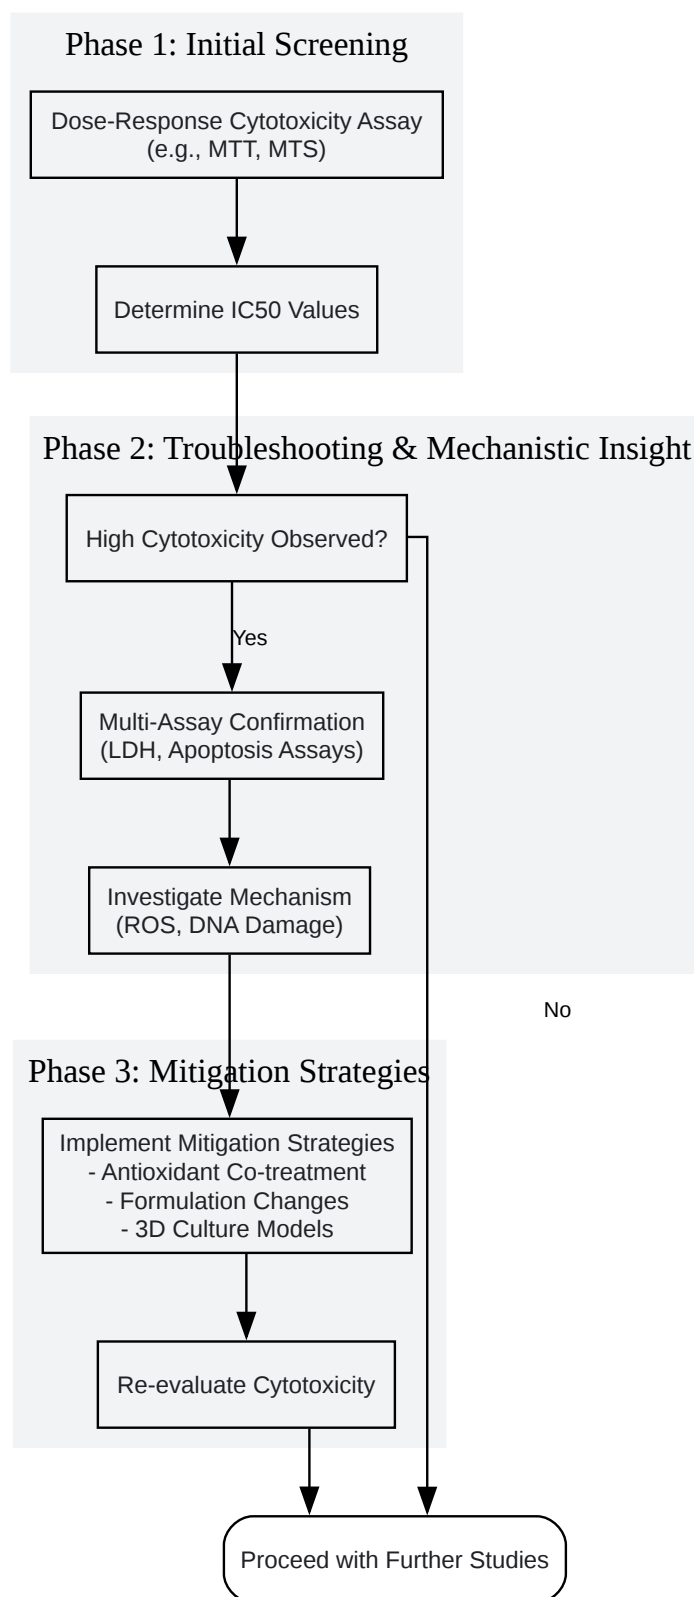 Phase 1: Initial Screening
Dose-Response Cytotoxicity Assay
(e.g., MTT, MTS)
Determine IC50 Values
Phase 2: Troubleshooting & Mechanistic Insight
High Cytotoxicity Observed?
Yes
Multi-Assay Confirmation
(LDH, Apoptosis Assays)
Investigate Mechanism
(ROS, DNA Damage)
No
Phase 3: Mitigation Strategies
Implement Mitigation Strategies
- Antioxidant Co-treatment
- Formulation Changes
- 3D Culture Models
Re-evaluate Cytotoxicity
Proceed with Further Studies